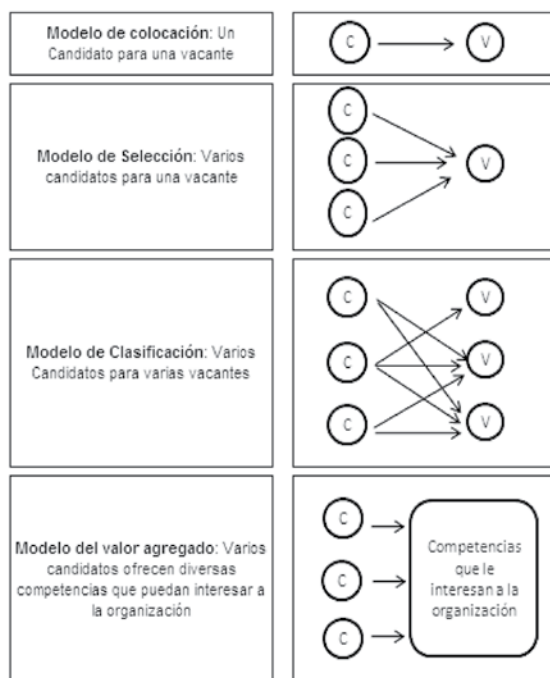 Modelo de colocación: Un
Candidato para una vacante
C
V
Modelo de Selección: Varios
candidatos para una vacante
C
C
C
V
Modelo de Clasificación: Varios
Candidatos para varias vacantes
C
V
C
V
C
V
Modelo del valor agregado: Varios
candidatos ofrecen diversas
competencias que puedan interesar a
la organización
C
C
C
Competencias
que le
interesan a la
organización